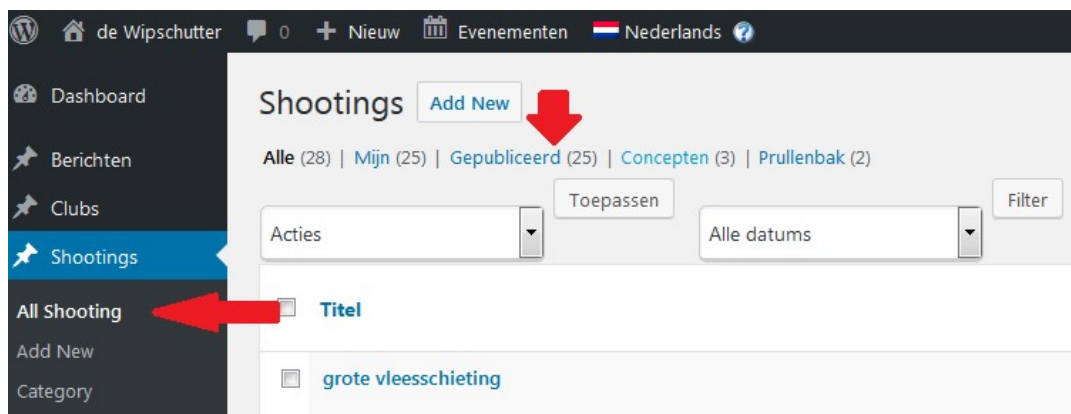 de Wipschutter 0 + Nieuw Evenementen Nederlands ?
Dashboard
Berichten
Clubs
Shootings
All Shooting
Add New
Category
Shootings Add New
Alle (28) | Mijn (25) | Gepubliceerd (25) | Concepten (3) | Prullenbak (2)
Acties Toepassen Alle datums Filter
Titel
grote vleesschieting